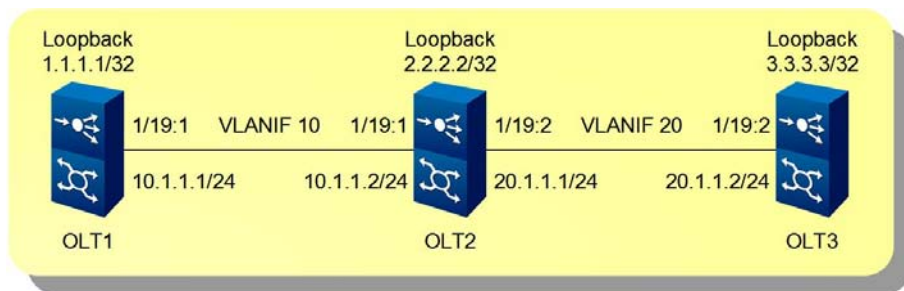 Loopback
1.1.1.1/32
Loopback
2.2.2.2/32
Loopback
3.3.3.3/32
1/19:1 VLANIF 10 1/19:1
1/19:2 VLANIF 20 1/19:2
10.1.1.1/24 10.1.1.2/24
20.1.1.1/24 20.1.1.2/24
OLT1
OLT2
OLT3